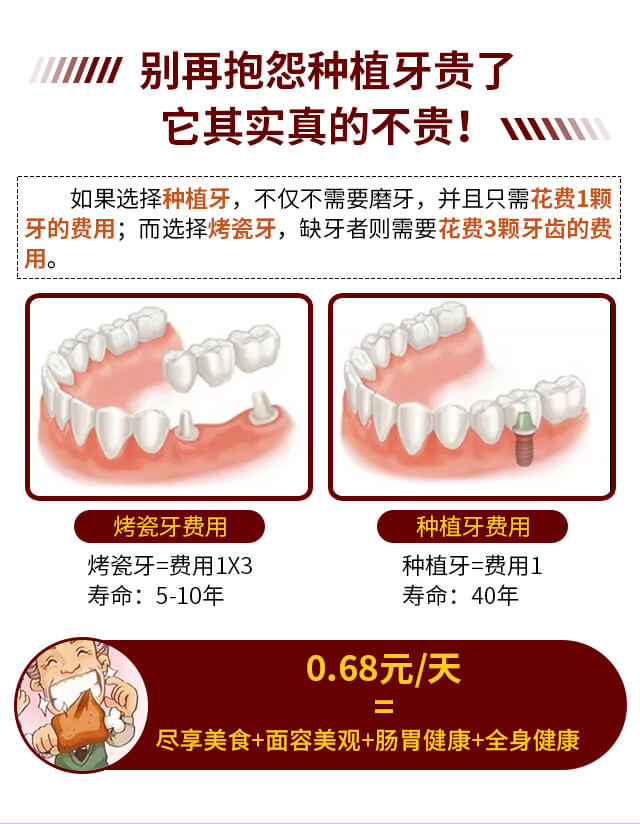 别再抱怨种植牙贵了
它其实真的不贵！
如果选择种植牙，不仅不需要磨牙，并且只需花费1颗
牙的费用；而选择烤瓷牙，缺牙者则需要花费3颗牙齿的费
用。
烤瓷牙费用
烤瓷牙=费用1X3
寿命：5-10年
种植牙费用
种植牙=费用1
寿命：40年
0.68元/天
=
尽享美食+面容美观+肠胃健康+全身健康